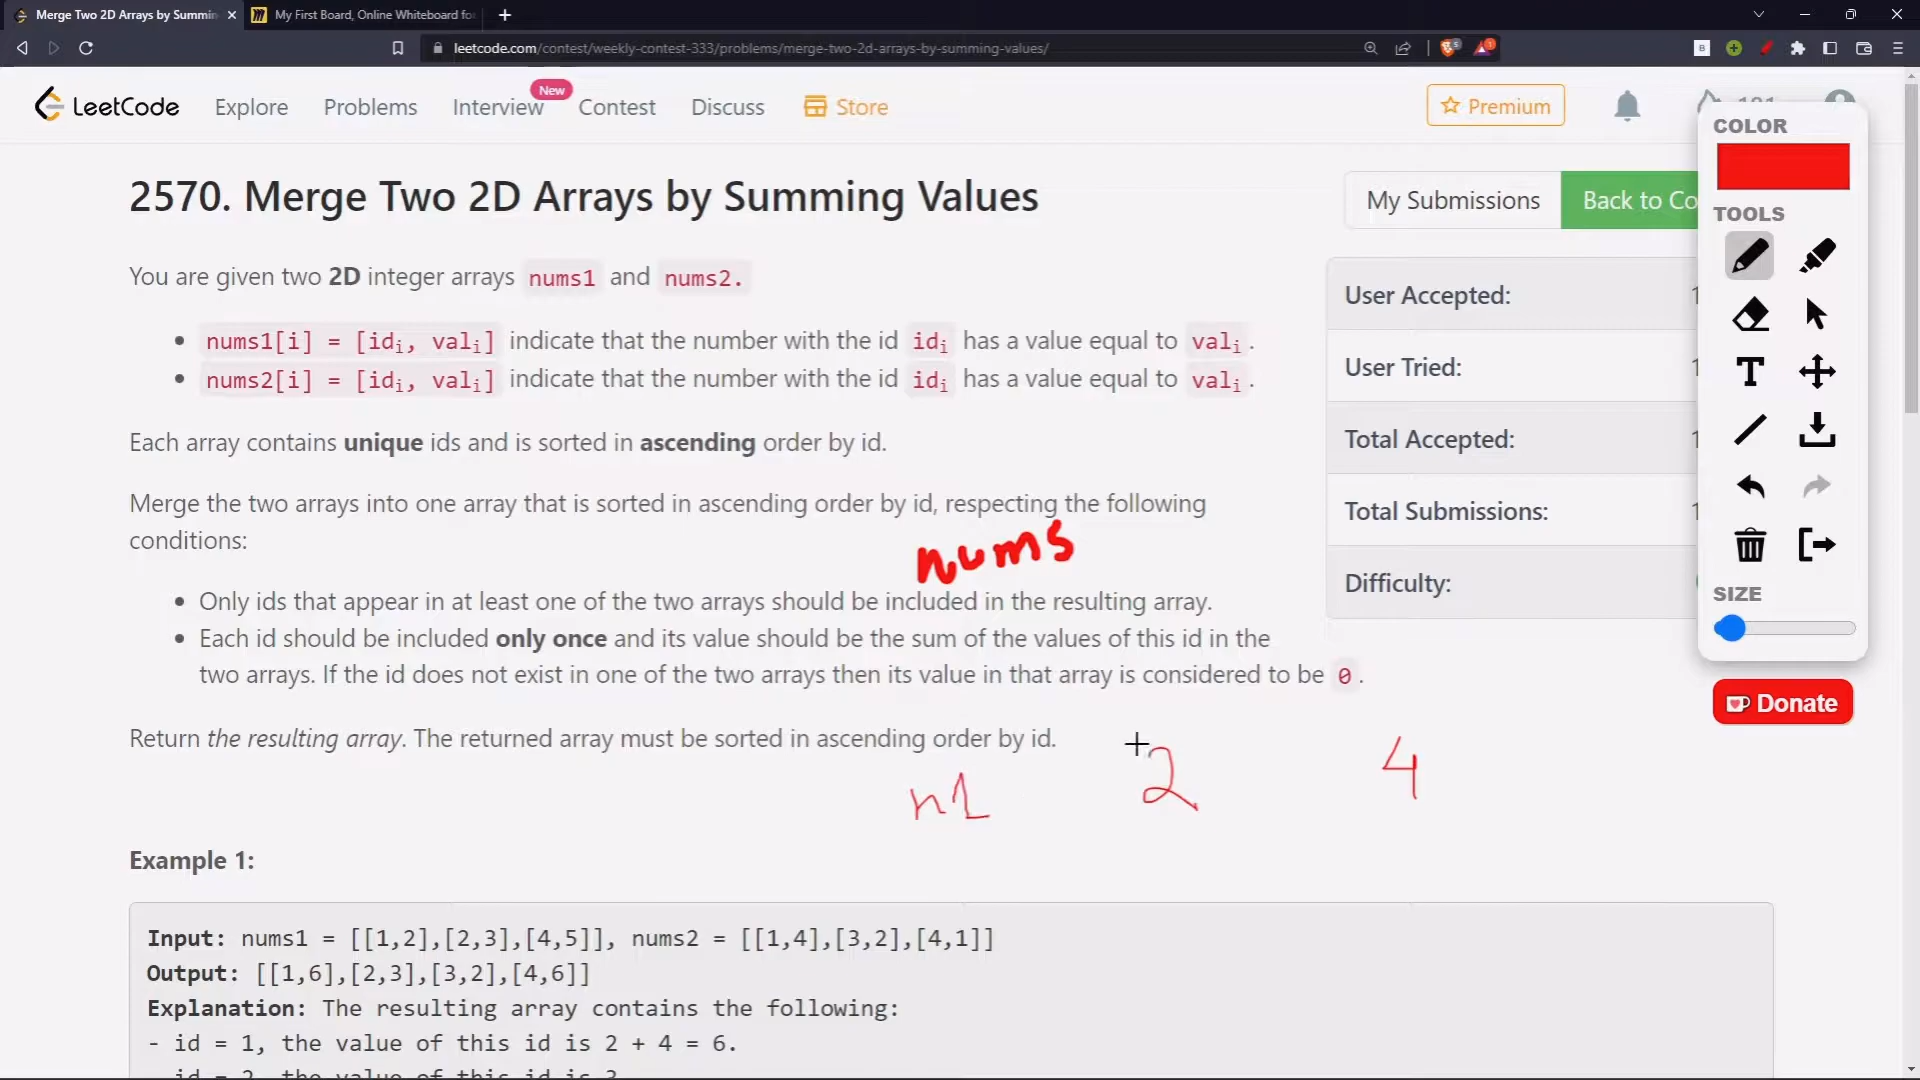 Merge Two 2D Arrays by Summin
My First Board, Online Whiteboard fo
leetcode.com/contest/weekly-contest-333/problems/merge-two-2d-arrays-by-summing-values/
LeetCode Explore Problems Interview New Contest Discuss Store Premium
2570. Merge Two 2D Arrays by Summing Values
My Submissions Back to Co
You are given two 2D integer arrays nums1 and nums2.
nums1[i] = [idi, vali] indicate that the number with the id idi has a value equal to vali.
nums2[i] = [idi, vali] indicate that the number with the id idi has a value equal to vali.
Each array contains unique ids and is sorted in ascending order by id.
Merge the two arrays into one array that is sorted in ascending order by id, respecting the following
conditions:
nums
Only ids that appear in at least one of the two arrays should be included in the resulting array.
Each id should be included only once and its value should be the sum of the values of this id in the
two arrays. If the id does not exist in one of the two arrays then its value in that array is considered to be 0.
Return the resulting array. The returned array must be sorted in ascending order by id.
n1 2 4
Example 1:
Input: nums1 = [[1,2],[2,3],[4,5]], nums2 = [[1,4],[3,2],[4,1]]
Output: [[1,6],[2,3],[3,2],[4,6]]
Explanation: The resulting array contains the following:
- id = 1, the value of this id is 2 + 4 = 6.
- id = 2, the value of this id is 3
User Accepted:
User Tried:
Total Accepted:
Total Submissions:
Difficulty:
COLOR
TOOLS
T
SIZE
Donate